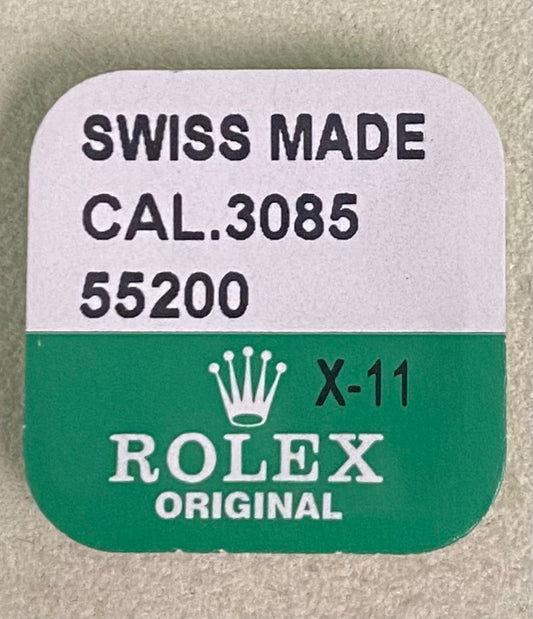 SWISS MADE
CAL.3085
55200
X-11
ROLEX
ORIGINAL